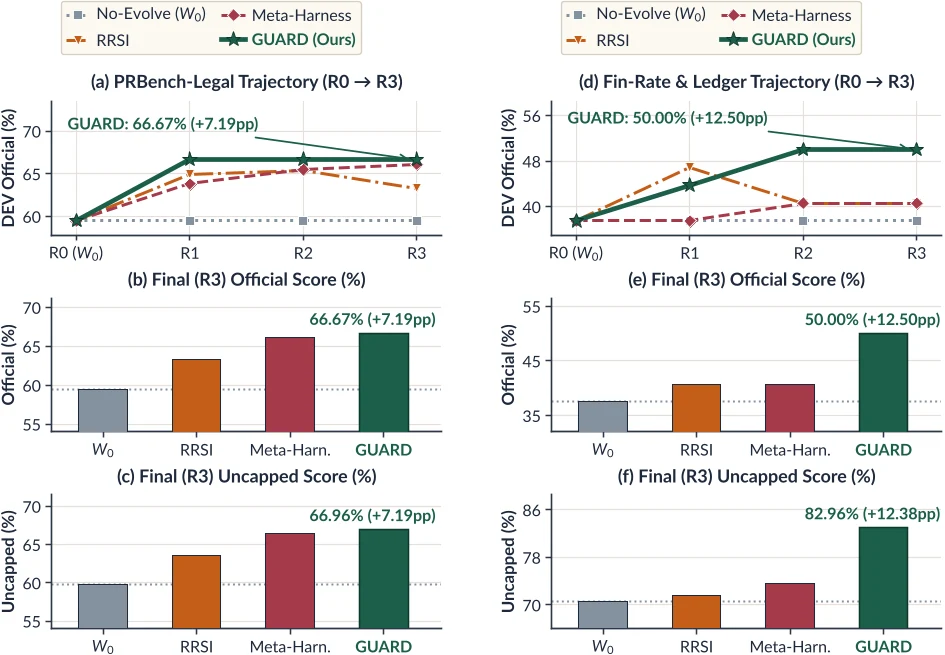 No-Evolve (W₀) Meta-Harness
RRSI GUARD (Ours)
(a) PRBench-Legal Trajectory (R0 → R3)
DEV Official (%)
70
65
60
GUARD: 66.67% (+7.19pp)
R0 (W₀) R1 R2 R3
(b) Final (R3) Official Score (%)
Official (%)
70
65
60
55
66.67% (+7.19pp)
W₀ RRSI Meta-Harn. GUARD
(c) Final (R3) Uncapped Score (%)
Uncapped (%)
70
65
60
55
66.96% (+7.19pp)
W₀ RRSI Meta-Harn. GUARD
No-Evolve (W₀) Meta-Harness
RRSI GUARD (Ours)
(d) Fin-Rate & Ledger Trajectory (R0 → R3)
DEV Official (%)
56
48
40
GUARD: 50.00% (+12.50pp)
R0 (W₀) R1 R2 R3
(e) Final (R3) Official Score (%)
Official (%)
55
45
35
50.00% (+12.50pp)
W₀ RRSI Meta-Harn. GUARD
(f) Final (R3) Uncapped Score (%)
Uncapped (%)
86
78
70
82.96% (+12.38pp)
W₀ RRSI Meta-Harn. GUARD